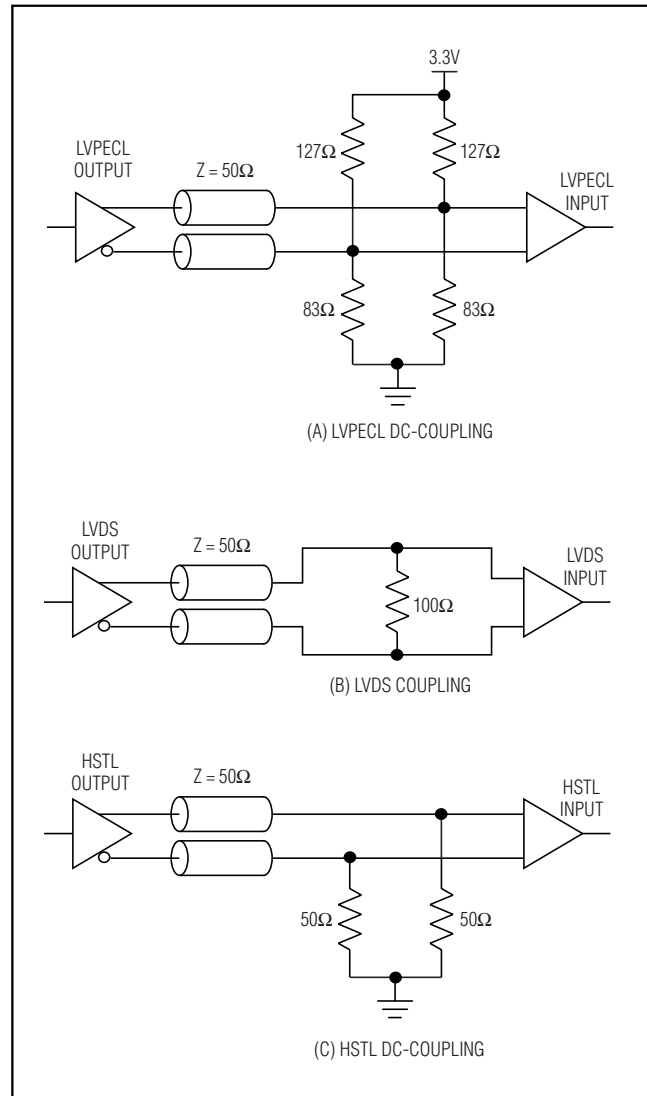 3.3V
127Ω
127Ω
LVPECL
OUTPUT
Z = 50Ω
LVPECL
INPUT
83Ω
83Ω
(A) LVPECL DC-COUPLING
LVDS
OUTPUT
Z = 50Ω
LVDS
INPUT
100Ω
(B) LVDS COUPLING
HSTL
OUTPUT
Z = 50Ω
HSTL
INPUT
50Ω
50Ω
(C) HSTL DC-COUPLING